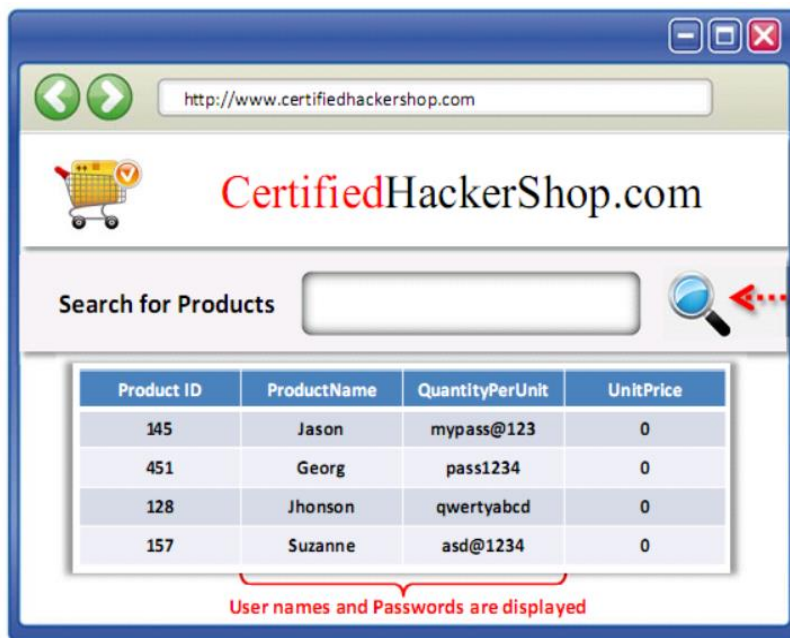 http://www.certifiedhackershop.com
CertifiedHackerShop.com
Search for Products
Product ID ProductName QuantityPerUnit UnitPrice
145 Jason mypass@123 0
451 Georg pass1234 0
128 Jhonson qwertyabcd 0
157 Suzanne asd@1234 0
User names and Passwords are displayed